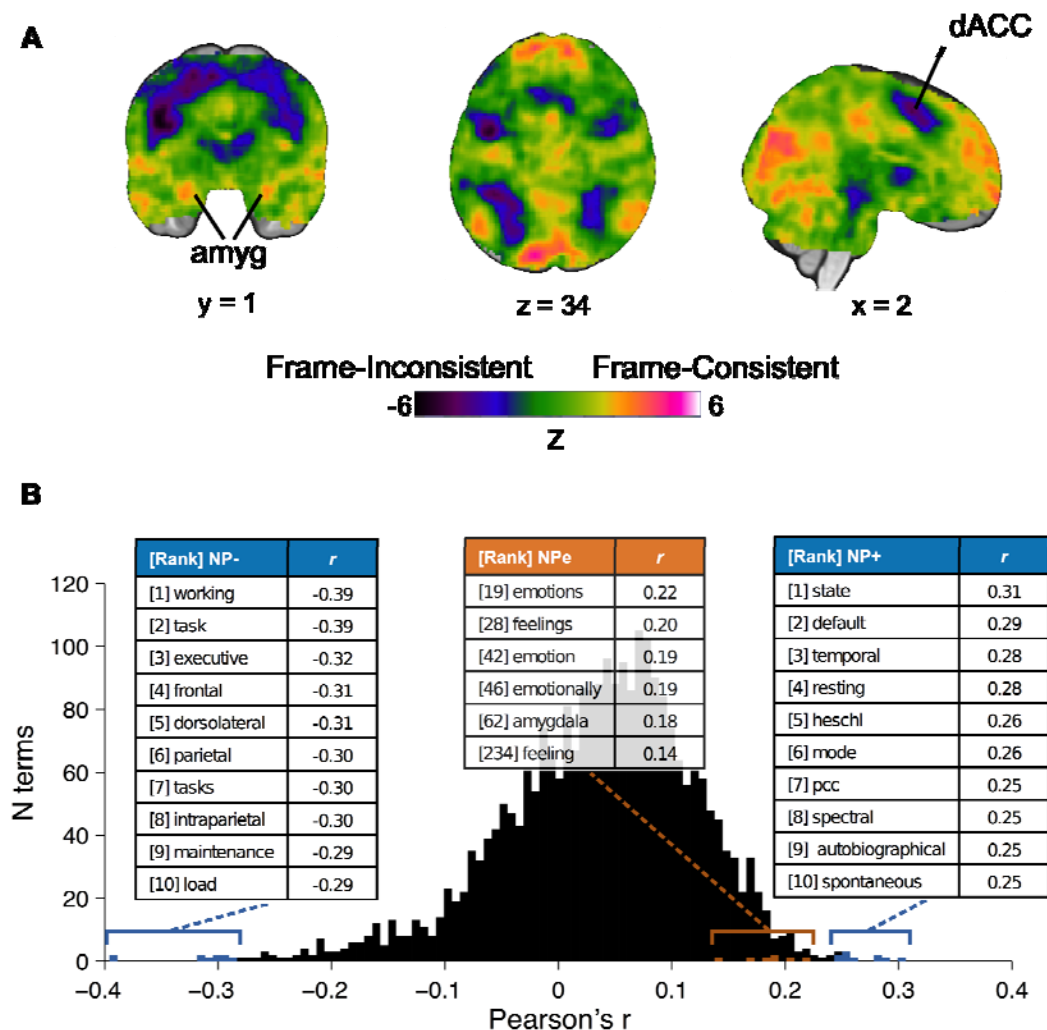 A
dACC
amyg
y = 1
z = 34
x = 2
Frame-Inconsistent Frame-Consistent
-6 6
Z
B
[Rank] NP- r
[1] working -0.39
[2] task -0.39
[3] executive -0.32
[4] frontal -0.31
[5] dorsolateral -0.31
[6] parietal -0.30
[7] tasks -0.30
[8] intraparietal -0.30
[9] maintenance -0.29
[10] load -0.29
[Rank] NPe r
[19] emotions 0.22
[28] feelings 0.20
[42] emotion 0.19
[46] emotionally 0.19
[62] amygdala 0.18
[234] feeling 0.14
[Rank] NP+ r
[1] state 0.31
[2] default 0.29
[3] temporal 0.28
[4] resting 0.28
[5] heschl 0.26
[6] mode 0.26
[7] pcc 0.25
[8] spectral 0.25
[9] autobiographical 0.25
[10] spontaneous 0.25
N terms
120
100
80
60
40
20
0
−0.4 −0.3 −0.2 −0.1 0 0.1 0.2 0.3 0.4
Pearson's r